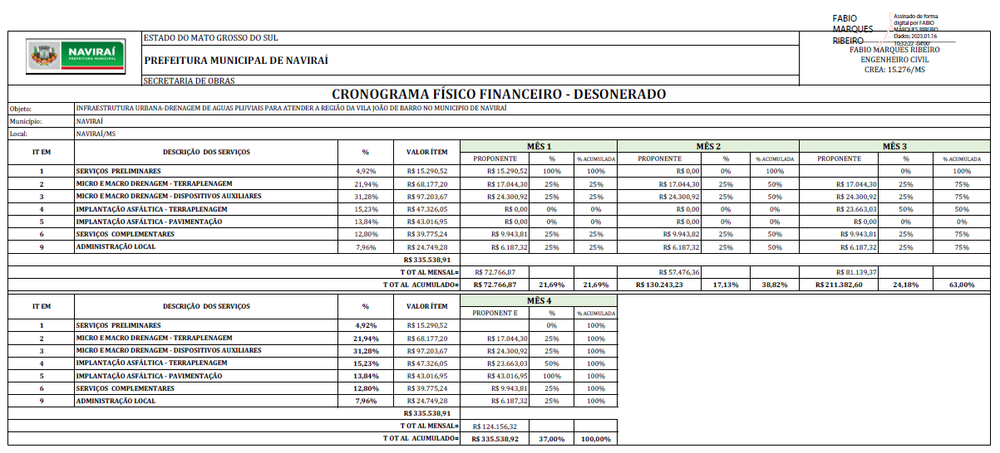 FABIO
MARQUES
RIBEIRO
Assinado de forma
digital por FABIO
MARQUES RIBEIRO
Dados: 2023.01.16
10:32:22 -04'00'
FABIO MARQUES RIBEIRO
ENGENHEIRO CIVIL
CREA: 15.276/MS
NAVIRAÍ
PREFEITURA MUNICIPAL
ESTADO DO MATO GROSSO DO SUL
PREFEITURA MUNICIPAL DE NAVIRAÍ
SECRETARIA DE OBRAS
CRONOGRAMA FÍSICO FINANCEIRO - DESONERADO
Objeto: INFRAESTRUTURA URBANA-DRENAGEM DE AGUAS PLUVIAIS PARA ATENDER A REGIÃO DA VILA JOÃO DE BARRO NO MUNICIPIO DE NAVIRAÍ
Município: NAVIRAÍ
Local: NAVIRAÍ/MS
IT EM DESCRIÇÃO DOS SERVIÇOS % VALOR ÍTEM MÊS 1 MÊS 2 MÊS 3
PROPONENTE % % ACUMULADA PROPONENTE % % ACUMULADA PROPONENTE % % ACUMULADA
1 SERVIÇOS PRELIMINARES 4,92% R$ 15.290,52 R$ 15.290,52 100% 100% R$ 0,00 0% 100% 0% 100%
2 MICRO E MACRO DRENAGEM - TERRAPLENAGEM 21,94% R$ 68.177,20 R$ 17.044,30 25% 25% R$ 17.044,30 25% 50% R$ 17.044,30 25% 75%
3 MICRO E MACRO DRENAGEM - DISPOSITIVOS AUXILIARES 31,28% R$ 97.203,67 R$ 24.300,92 25% 25% R$ 24.300,92 25% 50% R$ 24.300,92 25% 75%
4 IMPLANTAÇÃO ASFÁLTICA - TERRAPLENAGEM 15,23% R$ 47.326,05 R$ 0,00 0% 0% R$ 0,00 0% 0% R$ 23.663,03 50% 50%
5 IMPLANTAÇÃO ASFÁLTICA - PAVIMENTAÇÃO 13,84% R$ 43.016,95 R$ 0,00 0% 0% R$ 0,00 0% 0% R$ 0,00 0% 0%
6 SERVIÇOS COMPLEMENTARES 12,80% R$ 39.775,24 R$ 9.943,81 25% 25% R$ 9.943,82 25% 50% R$ 9.943,81 25% 75%
9 ADMINISTRAÇÃO LOCAL 7,96% R$ 24.749,28 R$ 6.187,32 25% 25% R$ 6.187,32 25% 50% R$ 6.187,32 25% 75%
R$ 335.538,91
T OT AL MENSAL= R$ 72.766,87 R$ 57.476,36 R$ 81.139,37
T OT AL ACUMULADO= R$ 72.766,87 21,69% 21,69% R$ 130.243,23 17,13% 38,82% R$ 211.382,60 24,18% 63,00%
IT EM DESCRIÇÃO DOS SERVIÇOS % VALOR ÍTEM MÊS 4
PROPONENT E % % ACUMULADA
1 SERVIÇOS PRELIMINARES 4,92% R$ 15.290,52 0% 100%
2 MICRO E MACRO DRENAGEM - TERRAPLENAGEM 21,94% R$ 68.177,20 R$ 17.044,30 25% 100%
3 MICRO E MACRO DRENAGEM - DISPOSITIVOS AUXILIARES 31,28% R$ 97.203,67 R$ 24.300,92 25% 100%
4 IMPLANTAÇÃO ASFÁLTICA - TERRAPLENAGEM 15,23% R$ 47.326,05 R$ 23.663,03 50% 100%
5 IMPLANTAÇÃO ASFÁLTICA - PAVIMENTAÇÃO 13,84% R$ 43.016,95 R$ 43.016,95 100% 100%
6 SERVIÇOS COMPLEMENTARES 12,80% R$ 39.775,24 R$ 9.943,81 25% 100%
9 ADMINISTRAÇÃO LOCAL 7,96% R$ 24.749,28 R$ 6.187,32 25% 100%
R$ 335.538,91
T OT AL MENSAL= R$ 124.156,32
T OT AL ACUMULADO= R$ 335.538,92 37,00% 100,00%